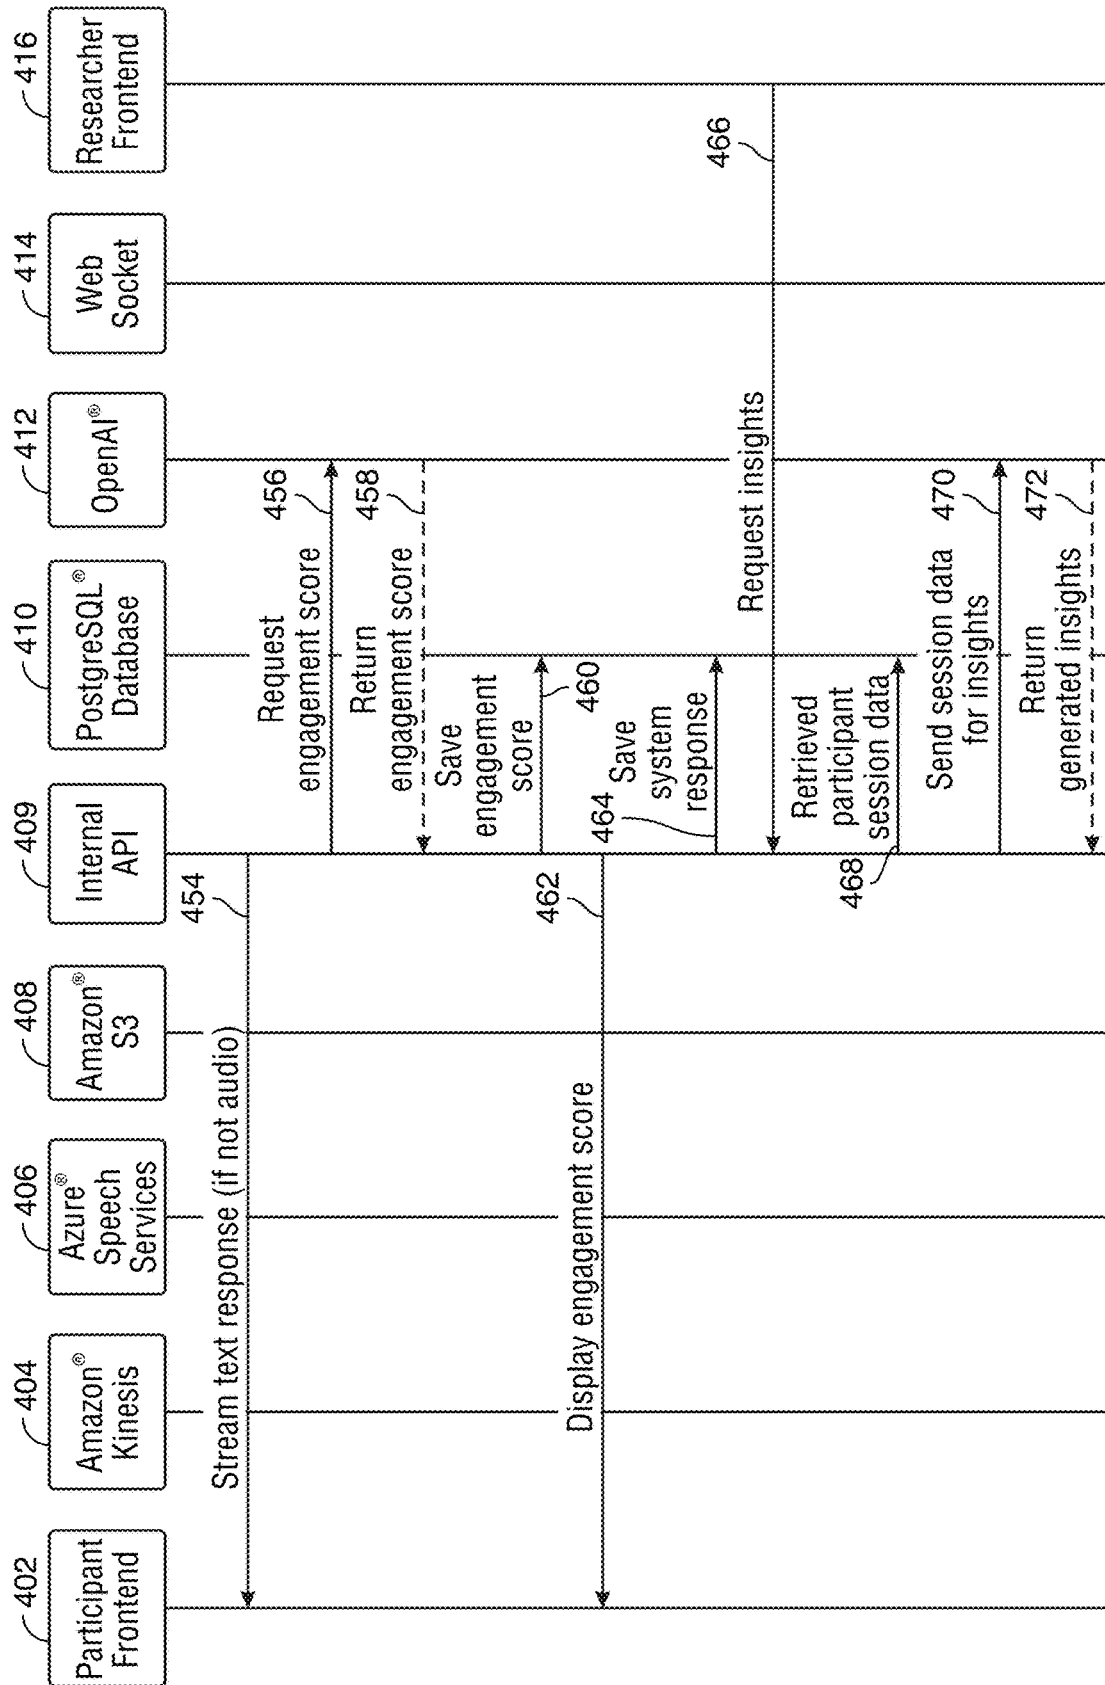 402
Participant
Frontend
404
Amazon®
Kinesis
406
Azure®
Speech
Services
408
Amazon®
S3
409
Internal
API
410
PostgreSQL®
Database
412
OpenAI®
414
Web
Socket
416
Researcher
Frontend
Stream text response (if not audio)
454
Request
engagement score
456
Return
engagement score
458
Save
engagement
score
460
Display engagement score
462
464
Save
system
response
Request insights
466
Retrieved
participant
session data
468
Send session data
for insights
470
Return
generated insights
472